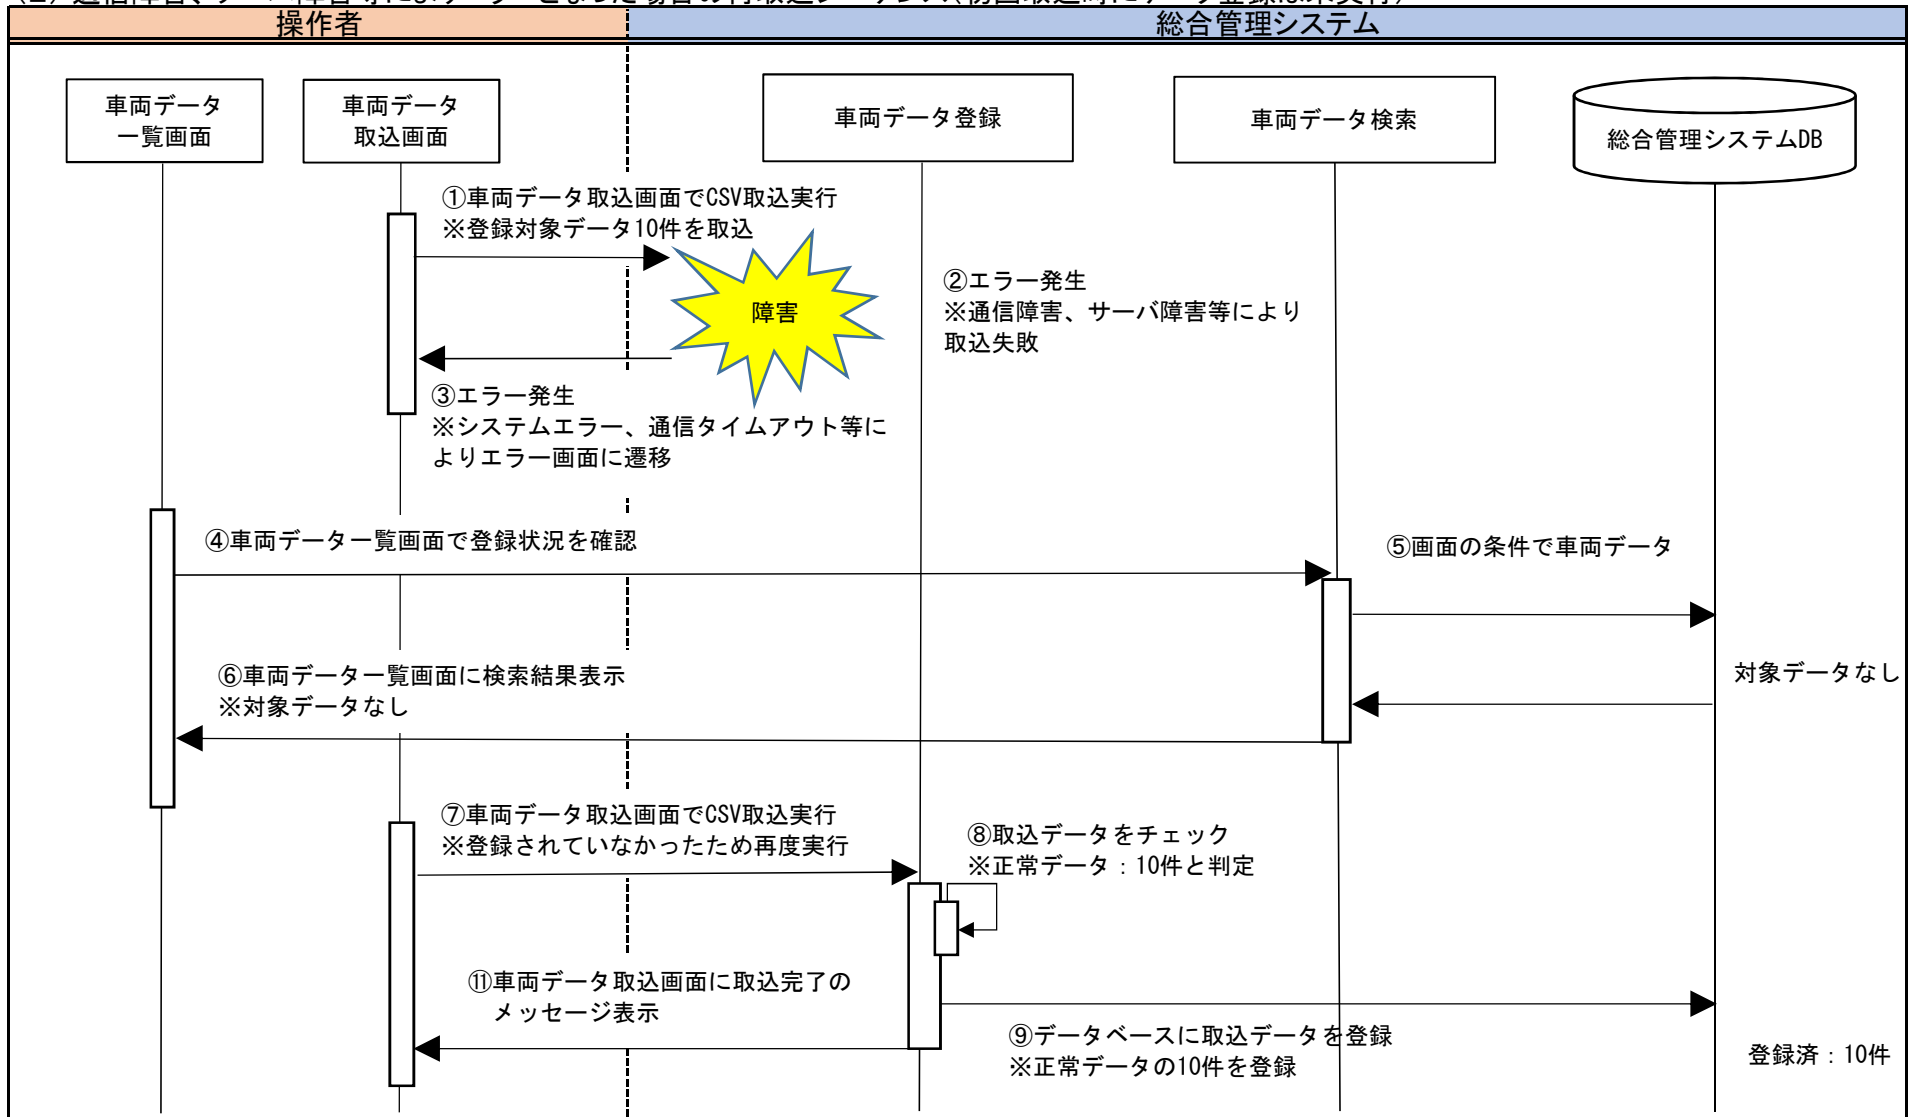 操作者
総合管理システム
車両データ
一覧画面
車両データ
取込画面
車両データ登録
車両データ検索
総合管理システムDB
①車両データ取込画面でCSV取込実行
※登録対象データ10件を取込
障害
②エラー発生
※通信障害、サーバ障害等により
取込失敗
③エラー発生
※システムエラー、通信タイムアウト等に
よりエラー画面に遷移
④車両データ一覧画面で登録状況を確認
⑤画面の条件で車両データ
⑥車両データ一覧画面に検索結果表示
※対象データなし
対象データなし
⑦車両データ取込画面でCSV取込実行
※登録されていなかったため再度実行
⑧取込データをチェック
※正常データ：10件と判定
⑪車両データ取込画面に取込完了の
メッセージ表示
⑨データベースに取込データを登録
※正常データの10件を登録
登録済：10件